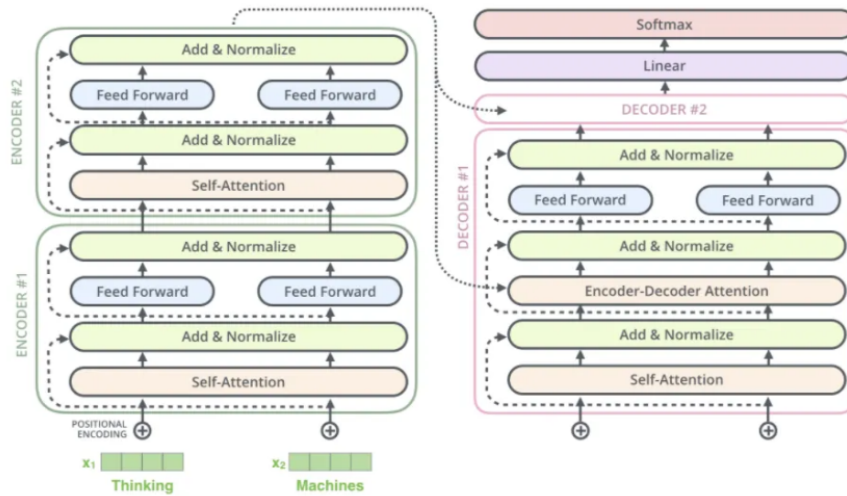 ENCODER #2
Add & Normalize
Feed Forward Feed Forward
Add & Normalize
Self-Attention
ENCODER #1
Add & Normalize
Feed Forward Feed Forward
Add & Normalize
Self-Attention
POSITIONAL
ENCODING
x1 x2
Thinking Machines
Softmax
Linear
DECODER #2
DECODER #1
Add & Normalize
Feed Forward Feed Forward
Add & Normalize
Encoder-Decoder Attention
Add & Normalize
Self-Attention